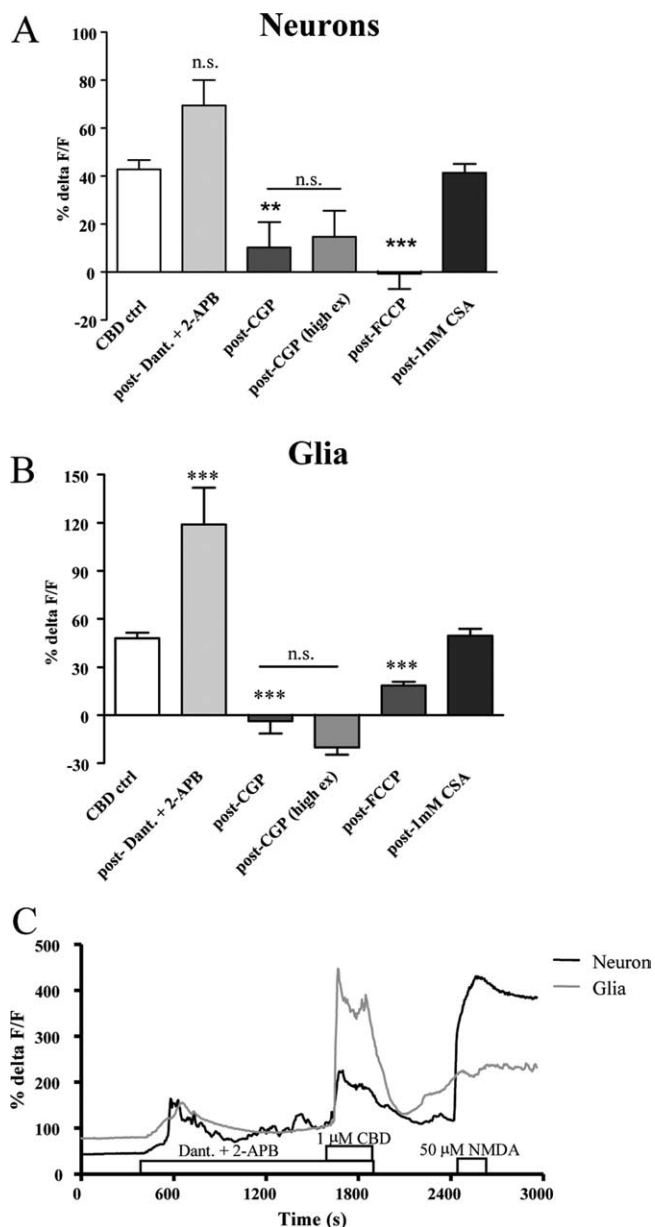 A
Neurons
% delta F/F
100
80
60
40
20
0
-20
n.s.
**
n.s.
***
CBD ctrl
post- Dant. + 2-APB
post-CGP
post-CGP (high ex)
post-FCCP
post-1mM CSA
B
Glia
% delta F/F
150
120
90
60
30
0
-30
***
***
n.s.
***
CBD ctrl
post- Dant. + 2-APB
post-CGP
post-CGP (high ex)
post-FCCP
post-1mM CSA
C
% delta F/F
500
400
300
200
100
0
Neuron
Glia
Dant. + 2-APB
1 μM CBD
50 μM NMDA
0 600 1200 1800 2400 3000
Time (s)